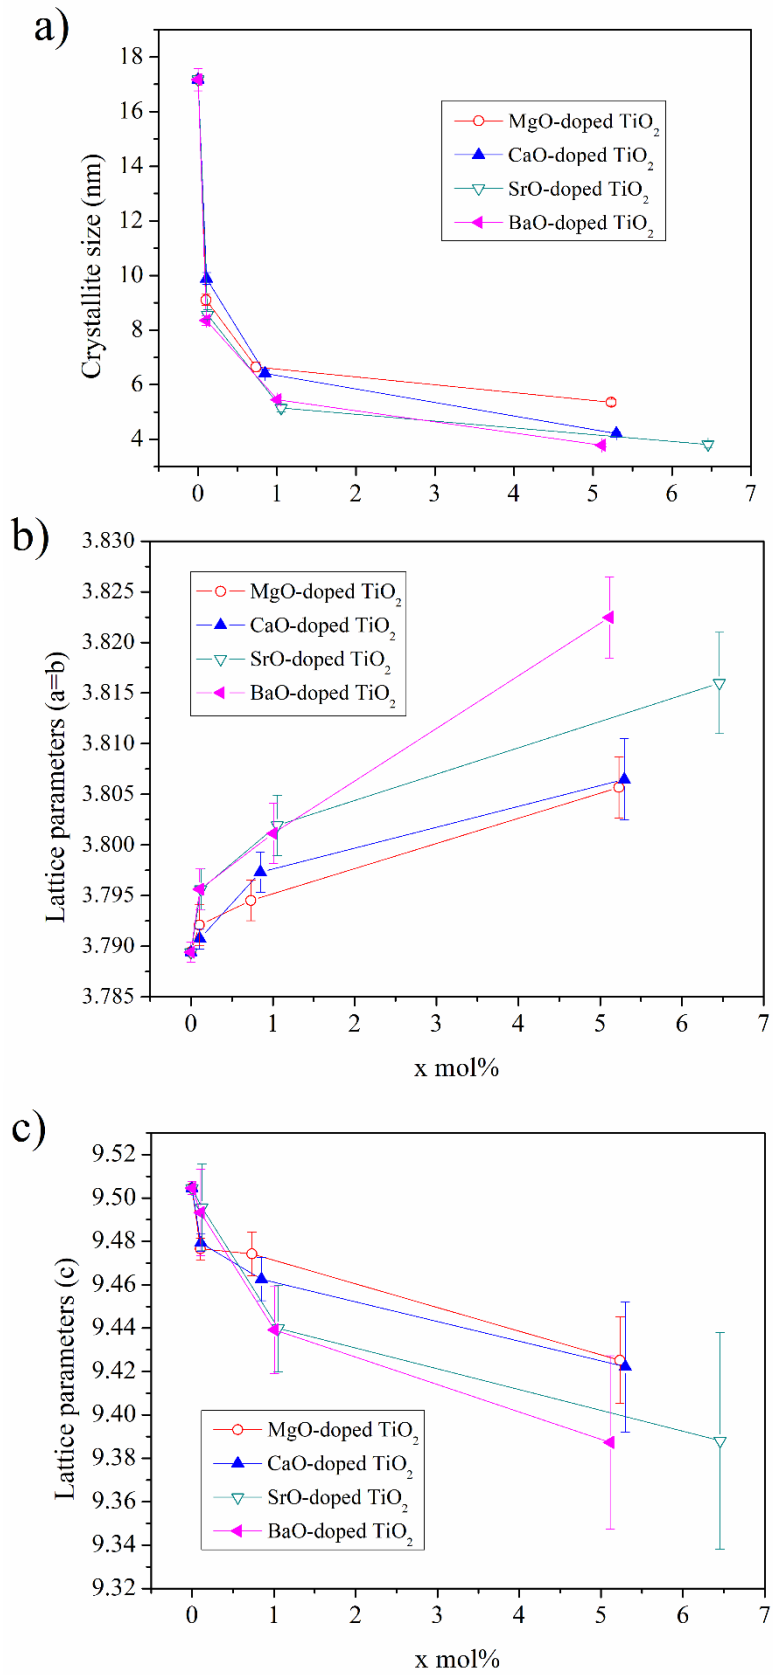 a)
18
16
14
12
10
8
6
4
Crystallite size (nm)
MgO-doped TiO₂
CaO-doped TiO₂
SrO-doped TiO₂
BaO-doped TiO₂
0 1 2 3 4 5 6 7
b)
3.830
3.825
3.820
3.815
3.810
3.805
3.800
3.795
3.790
3.785
Lattice parameters (a=b)
MgO-doped TiO₂
CaO-doped TiO₂
SrO-doped TiO₂
BaO-doped TiO₂
0 1 2 3 4 5 6 7
x mol%
c)
9.52
9.50
9.48
9.46
9.44
9.42
9.40
9.38
9.36
9.34
9.32
Lattice parameters (c)
MgO-doped TiO₂
CaO-doped TiO₂
SrO-doped TiO₂
BaO-doped TiO₂
0 1 2 3 4 5 6 7
x mol%